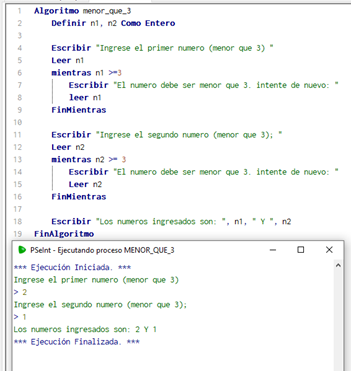 1 Algoritmo menor_que_3
2 Definir n1, n2 Como Entero
3
4 Escribir "Ingrese el primer numero (menor que 3) "
5 Leer n1
6 mientras n1 >=3
7 Escribir "El numero debe ser menor que 3. intente de nuevo: "
8 leer n1
9 FinMientras
10
11 Escribir "Ingrese el segundo numero (menor que 3); "
12 Leer n2
13 mientras n2 >= 3
14 Escribir "El numero debe ser menor que 3. intente de nuevo: "
15 Leer n2
16 FinMientras
17
18 Escribir "Los numeros ingresados son: ", n1, " Y ", n2
19 FinAlgoritmo
PSeInt - Ejecutando proceso MENOR_QUE_3
*** Ejecución Iniciada. ***
Ingrese el primer numero (menor que 3)
> 2
Ingrese el segundo numero (menor que 3);
> 1
Los numeros ingresados son: 2 Y 1
*** Ejecución Finalizada. ***